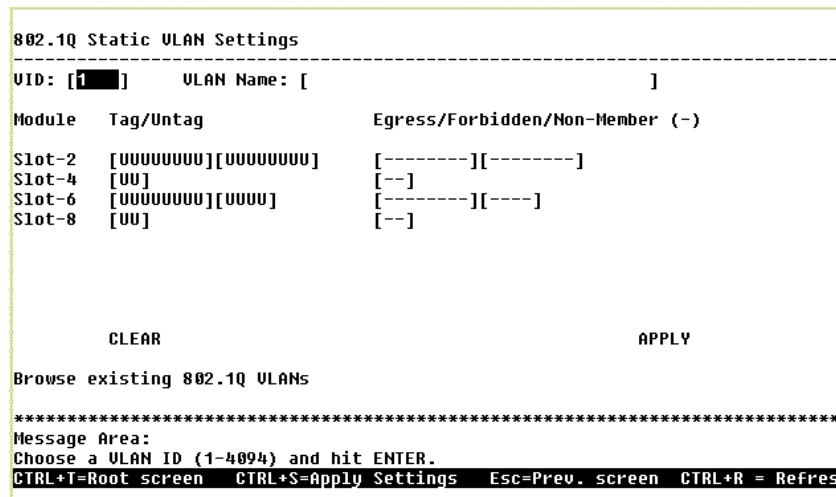 802.1Q Static VLAN Settings
--------------------------------------------------------------------------------
VID: [1   ]     VLAN Name: [                                ]
Module   Tag/Untag                Egress/Forbidden/Non-Member (-)
Slot-2   [UUUUUUUU][UUUUUUUU]     [--------][--------]
Slot-4   [UU]                     [--]
Slot-6   [UUUUUUUU][UUUU]         [--------][----]
Slot-8   [UU]                     [--]
CLEAR                                             APPLY
Browse existing 802.1Q VLANs
********************************************************************************
Message Area:
Choose a VLAN ID (1-4094) and hit ENTER.
CTRL+T=Root screen   CTRL+S=Apply Settings   Esc=Prev. screen  CTRL+R = Refres